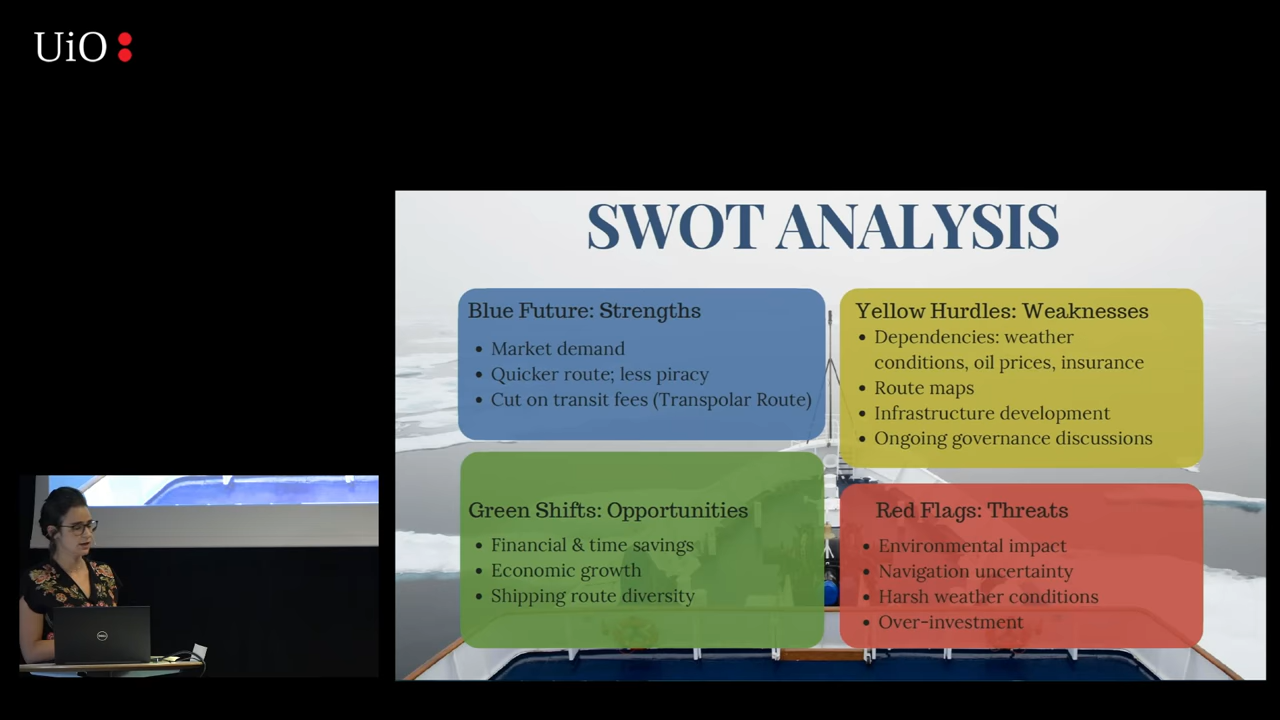 UiO
SWOT ANALYSIS
Blue Future: Strengths
• Market demand
• Quicker route; less piracy
• Cut on transit fees (Transpolar Route)
Yellow Hurdles: Weaknesses
• Dependencies: weather
conditions, oil prices, insurance
• Route maps
• Infrastructure development
• Ongoing governance discussions
Green Shifts: Opportunities
• Financial & time savings
• Economic growth
• Shipping route diversity
Red Flags: Threats
• Environmental impact
• Navigation uncertainty
• Harsh weather conditions
• Over-investment
DELL